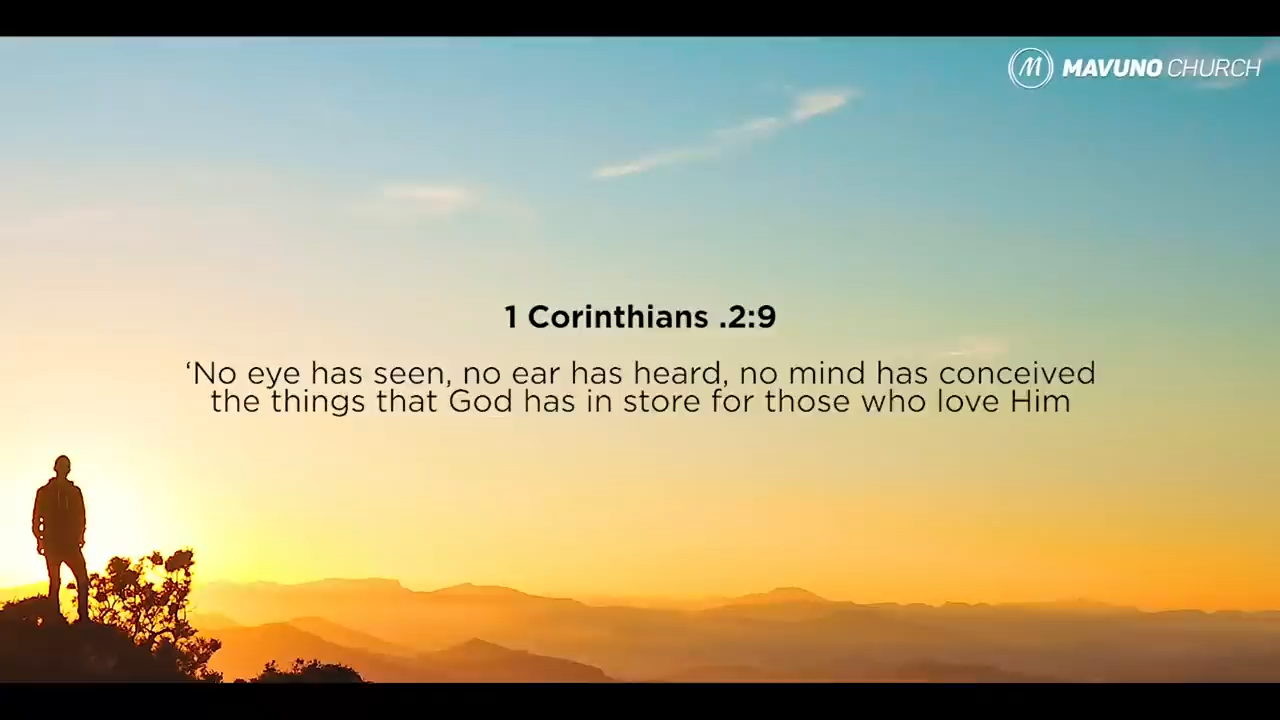 MAVUNO CHURCH
1 Corinthians .2:9
‘No eye has seen, no ear has heard, no mind has conceived
the things that God has in store for those who love Him